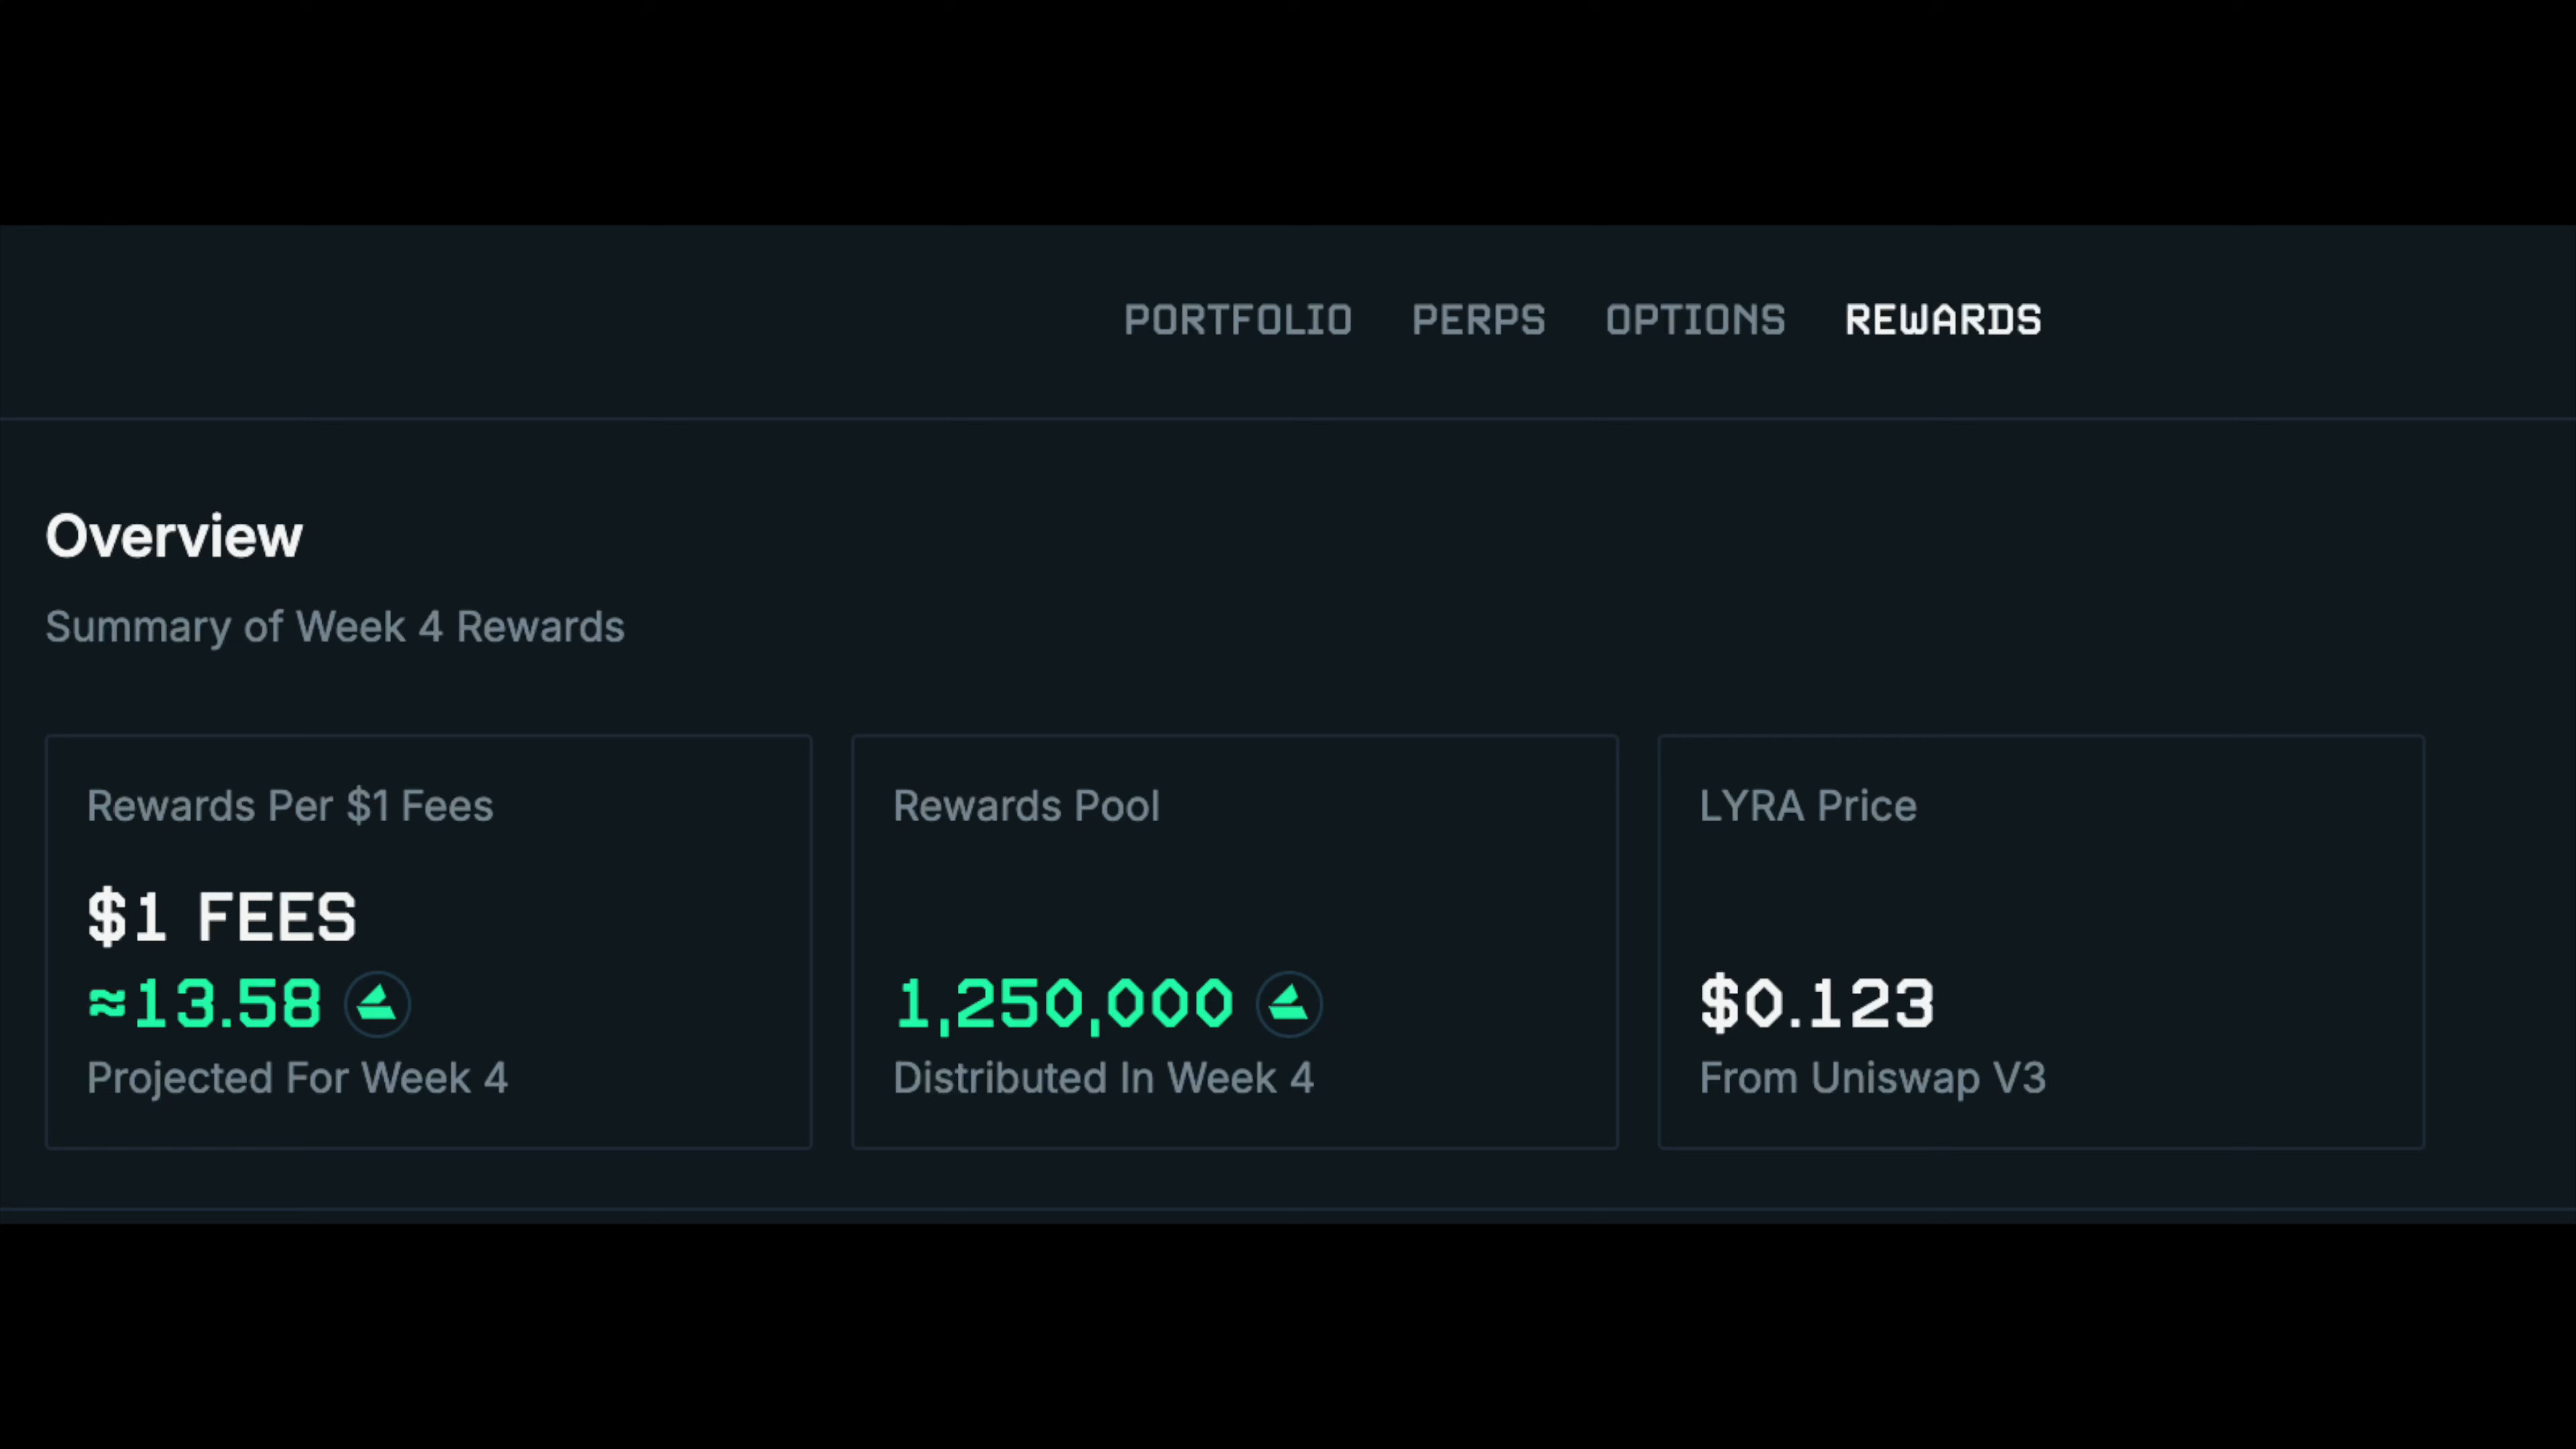 PORTFOLIO PERPS OPTIONS REWARDS
Overview
Summary of Week 4 Rewards
Rewards Per $1 Fees
$1 FEES
≈13.58
Projected For Week 4
Rewards Pool
1,250,000
Distributed In Week 4
LYRA Price
$0.123
From Uniswap V3